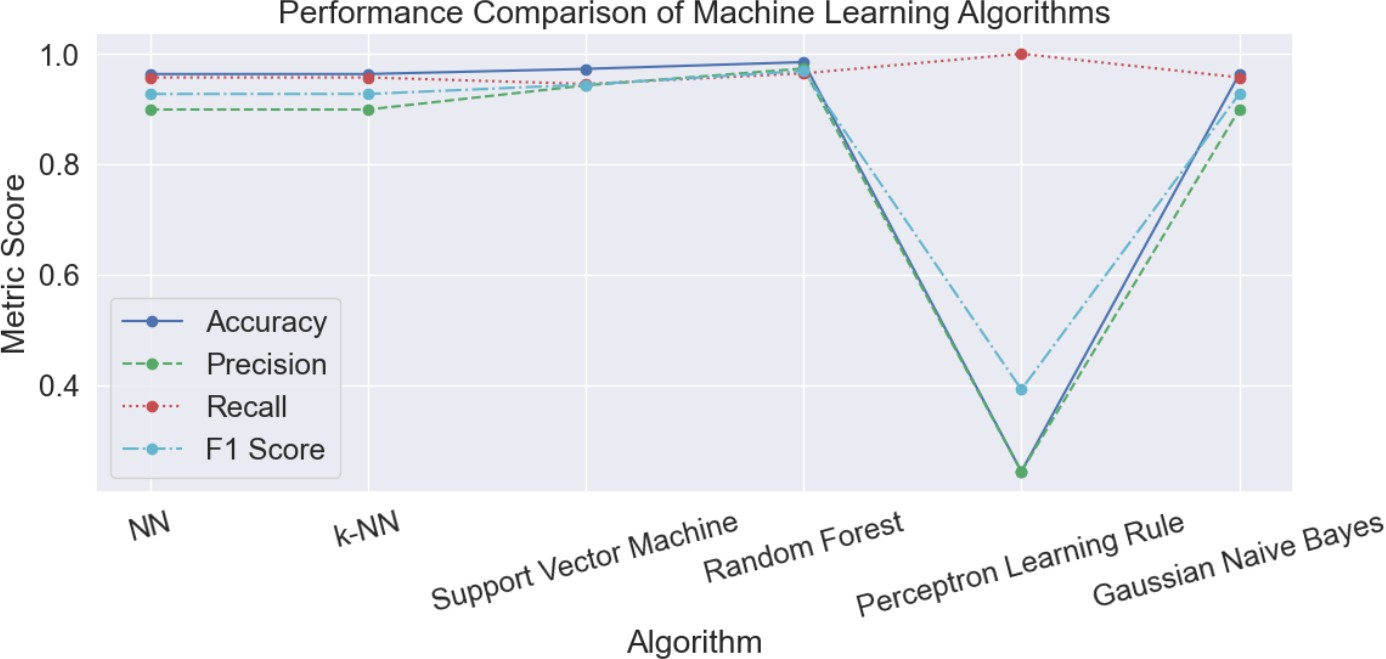 Performance Comparison of Machine Learning Algorithms
Metric Score
1.0
0.8
0.6
0.4
Accuracy
Precision
Recall
F1 Score
NN
k-NN
Support Vector Machine
Random Forest
Perceptron Learning Rule
Gaussian Naive Bayes
Algorithm